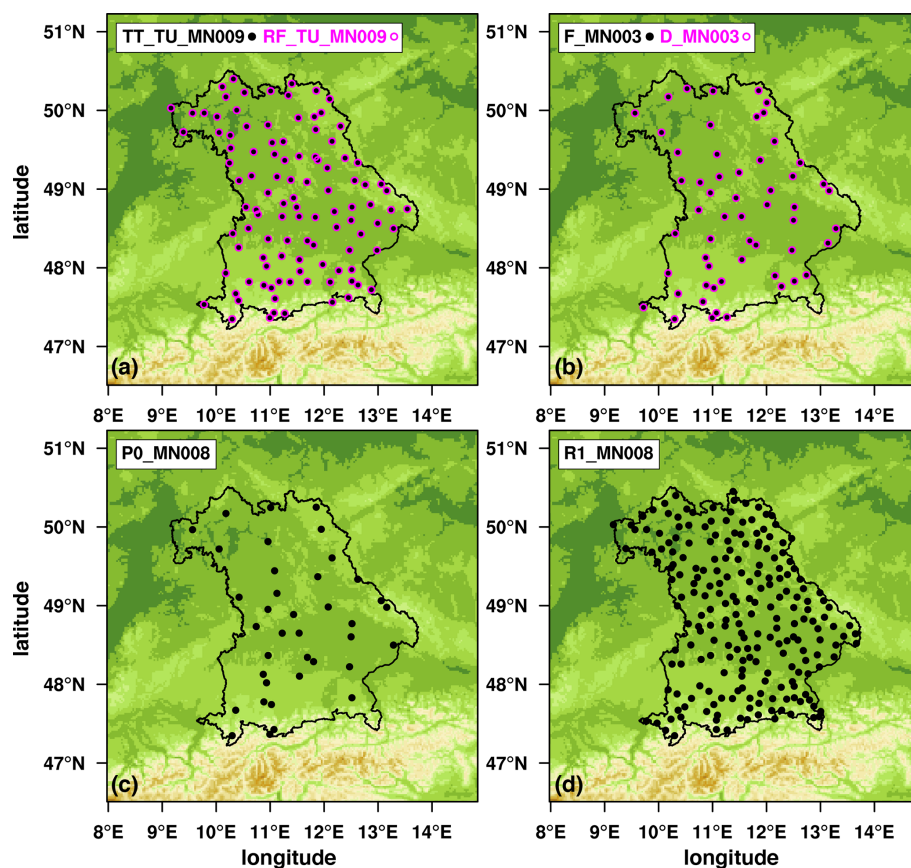 TT_TU_MN009 RF_TU_MN009
51°N
50°N
49°N
48°N
47°N
latitude
(a)
8°E 9°E 10°E 11°E 12°E 13°E 14°E
F_MN003 D_MN003
51°N
50°N
49°N
48°N
47°N
latitude
(b)
8°E 9°E 10°E 11°E 12°E 13°E 14°E
P0_MN008
51°N
50°N
49°N
48°N
47°N
latitude
(c)
8°E 9°E 10°E 11°E 12°E 13°E 14°E
longitude
R1_MN008
51°N
50°N
49°N
48°N
47°N
latitude
(d)
8°E 9°E 10°E 11°E 12°E 13°E 14°E
longitude